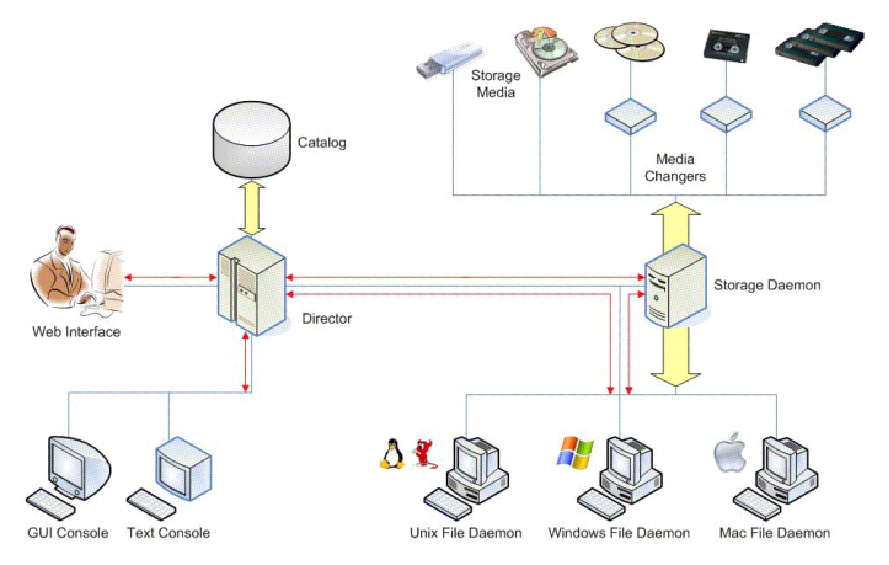 Storage
Media
Catalog
Media
Changers
Storage Daemon
Web Interface
Director
GUI Console
Text Console
Unix File Daemon
Windows File Daemon
Mac File Daemon